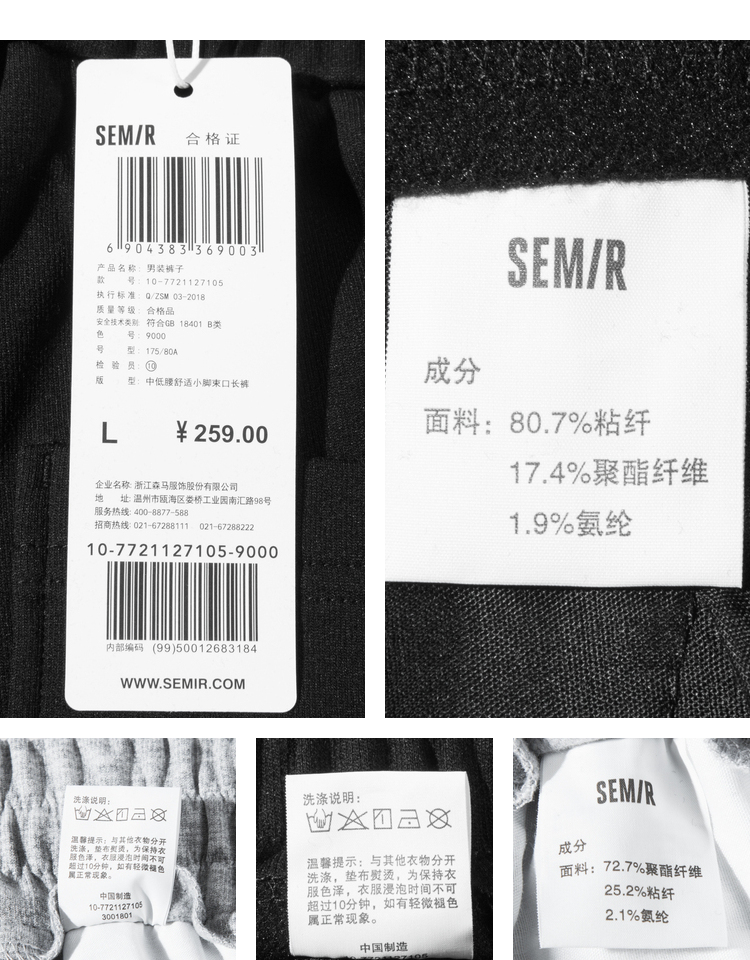 SEMIR 合格证
6 904383 369003
产品名称: 男装裤子
款 号: 10-7721127105
执行标准: Q/ZSM 03-2018
质量等级: 合格品
安全技术类别: 符合GB 18401 B类
色 号: 9000
号 型: 175/80A
检 验 员: ⑩
版 型: 中低腰舒适小脚束口长裤
L ¥259.00
企业名称: 浙江森马服饰股份有限公司
地 址: 温州市瓯海区娄桥工业园南汇路98号
服务热线: 400-8877-588
招商热线: 021-67288111 021-67288222
10-7721127105-9000
内部编码 (99)50012683184
WWW.SEMIR.COM
SEMIR
成分
面料: 80.7%粘纤
17.4%聚酯纤维
1.9%氨纶
洗涤说明:
温馨提示: 与其他衣物分开
洗涤, 垫布熨烫, 为保持衣
服色泽, 衣服浸泡时间不可
超过10分钟, 如有轻微褪色
属正常现象。
中国制造
10-7721127105
3001801
洗涤说明:
温馨提示: 与其他衣物分开
洗涤, 垫布熨烫, 为保持衣
服色泽, 衣服浸泡时间不可
超过10分钟, 如有轻微褪色
属正常现象。
中国制造
SEMIR
成分
面料: 72.7%聚酯纤维
25.2%粘纤
2.1%氨纶